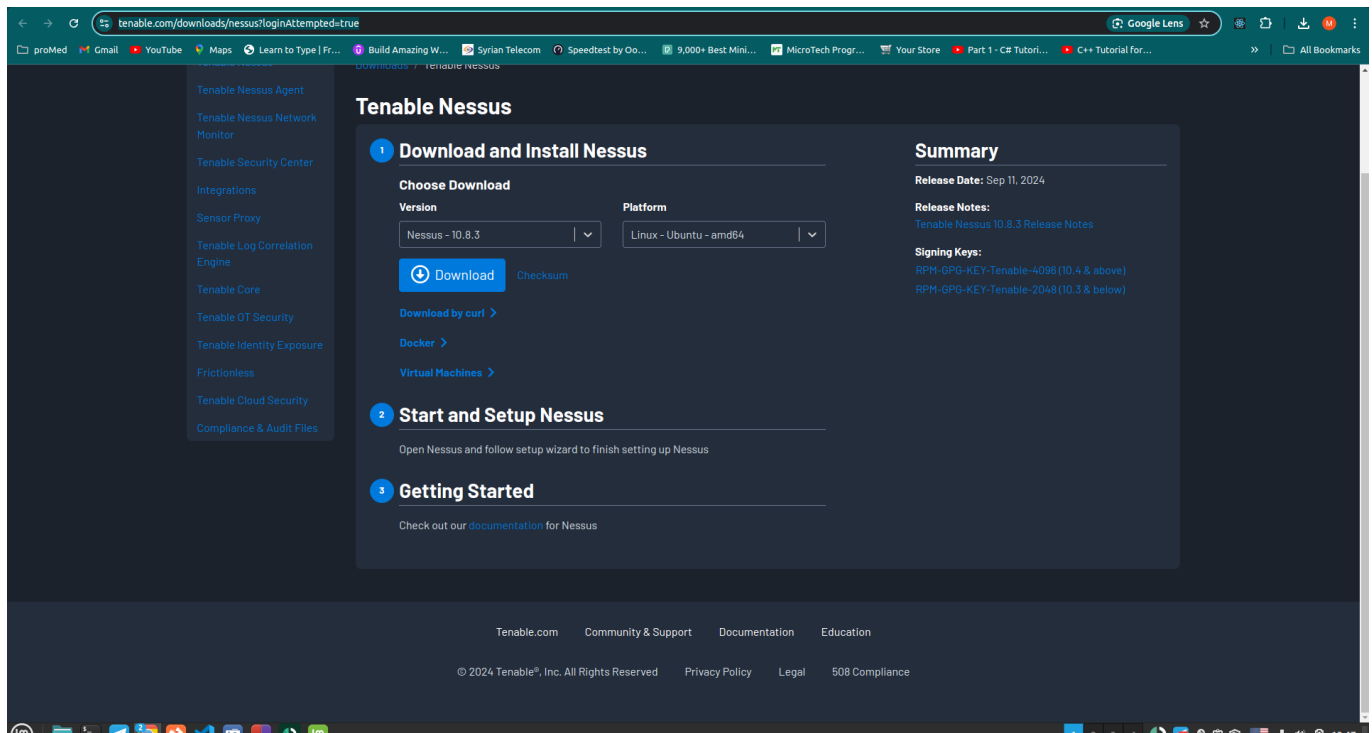 tenable.com/downloads/nessus?loginAttempted=true
Google Lens
M
proMed
Gmail
YouTube
Maps
Learn to Type | Fr...
Build Amazing W...
Syrian Telecom
Speedtest by Oo...
9,000+ Best Mini...
MicroTech Progr...
Your Store
Part 1 - C# Tutori...
C++ Tutorial for...
»
All Bookmarks
Tenable Nessus
Tenable Nessus Agent
Tenable Nessus Network
Monitor
Tenable Security Center
Integrations
Sensor Proxy
Tenable Log Correlation
Engine
Tenable Core
Tenable OT Security
Tenable Identity Exposure
Frictionless
Tenable Cloud Security
Compliance & Audit Files
Downloads / Tenable Nessus
Tenable Nessus
1 Download and Install Nessus
Choose Download
Version Platform
Nessus - 10.8.3 Linux - Ubuntu - amd64
Download Checksum
Download by curl
Docker
Virtual Machines
2 Start and Setup Nessus
Open Nessus and follow setup wizard to finish setting up Nessus
3 Getting Started
Check out our documentation for Nessus
Summary
Release Date: Sep 11, 2024
Release Notes:
Tenable Nessus 10.8.3 Release Notes
Signing Keys:
RPM-GPG-KEY-Tenable-4096 (10.4 & above)
RPM-GPG-KEY-Tenable-2048 (10.3 & below)
Tenable.com Community & Support Documentation Education
© 2024 Tenable®, Inc. All Rights Reserved Privacy Policy Legal 508 Compliance